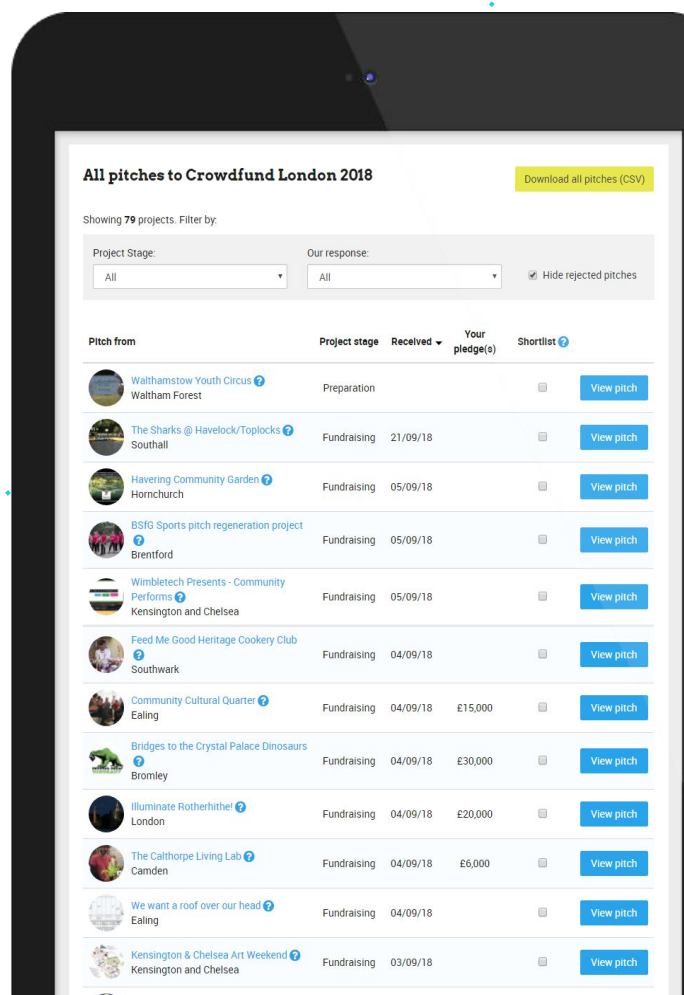 All pitches to Crowdfund London 2018
Download all pitches (CSV)
Showing 79 projects. Filter by:
Project Stage:
Our response:
All
All
Hide rejected pitches
Pitch from
Project stage
Received
Your
pledge(s)
Shortlist ?
Walthamstow Youth Circus ?
Waltham Forest
Preparation
View pitch
The Sharks @ Havelock/Toplocks ?
Southall
Fundraising
21/09/18
View pitch
Havering Community Garden ?
Hornchurch
Fundraising
05/09/18
View pitch
BSfG Sports pitch regeneration project
?
Brentford
Fundraising
05/09/18
View pitch
Wimbletech Presents - Community
Performs ?
Kensington and Chelsea
Fundraising
05/09/18
View pitch
Feed Me Good Heritage Cookery Club
?
Southwark
Fundraising
04/09/18
View pitch
Community Cultural Quarter ?
Ealing
Fundraising
04/09/18
£15,000
View pitch
Bridges to the Crystal Palace Dinosaurs
?
Bromley
Fundraising
04/09/18
£30,000
View pitch
Illuminate Rotherhithe! ?
London
Fundraising
04/09/18
£20,000
View pitch
The Calthorpe Living Lab ?
Camden
Fundraising
04/09/18
£6,000
View pitch
We want a roof over our head ?
Ealing
Fundraising
04/09/18
View pitch
Kensington & Chelsea Art Weekend ?
Kensington and Chelsea
Fundraising
03/09/18
View pitch